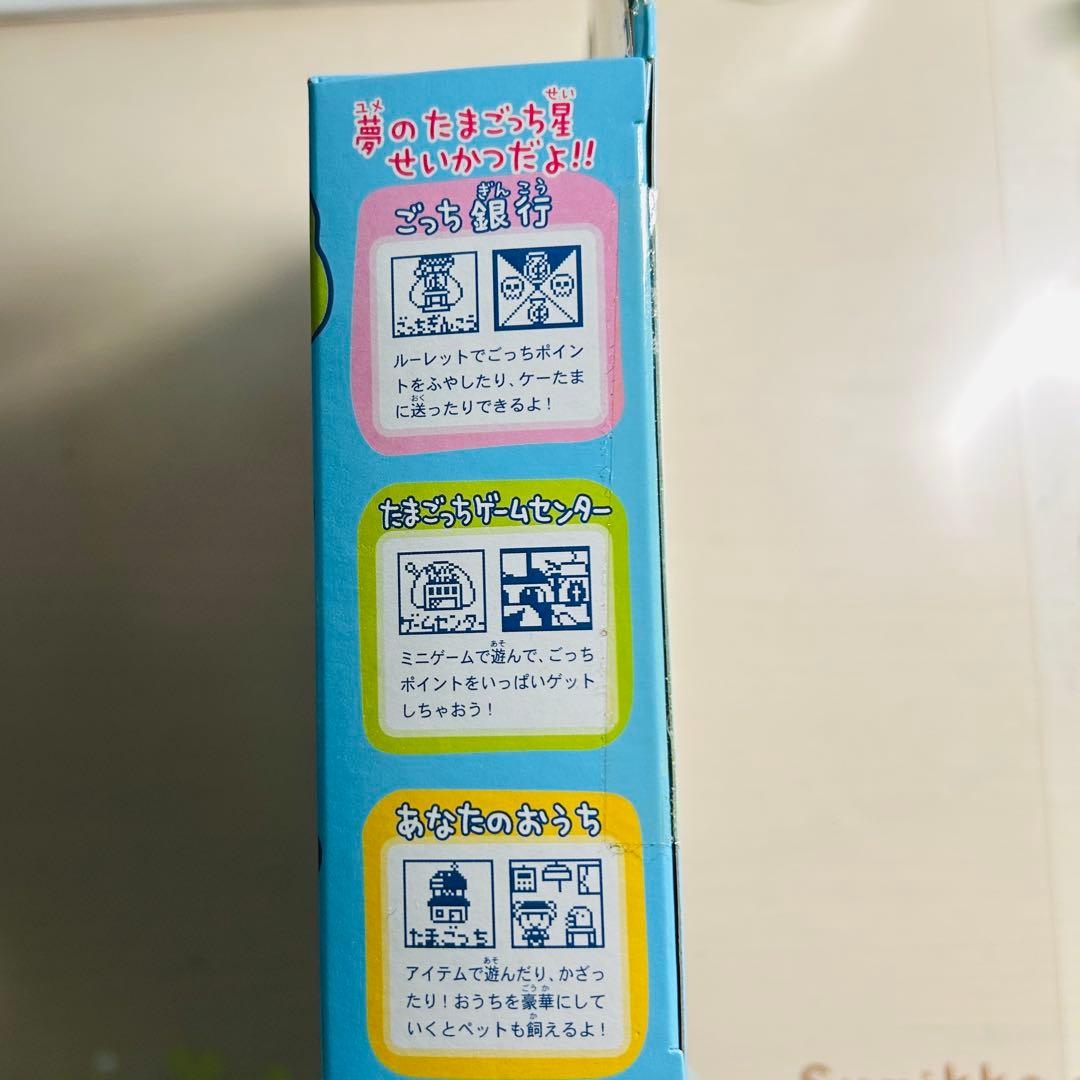 夢のたまごっち星
せいかつだよ!!
ごっち銀行
ごっちぎんこう
ルーレットでごっちポイン
トをふやしたり、ケーたま
に送ったりできるよ!
たまごっちゲームセンター
ゲームセンター
ミニゲームで遊んで、ごっち
ポイントをいっぱいゲット
しちゃおう!
あなたのおうち
たまごっち
アイテムで遊んだり、かざっ
たり!おうちを豪華にして
いくとペットも飼えるよ!